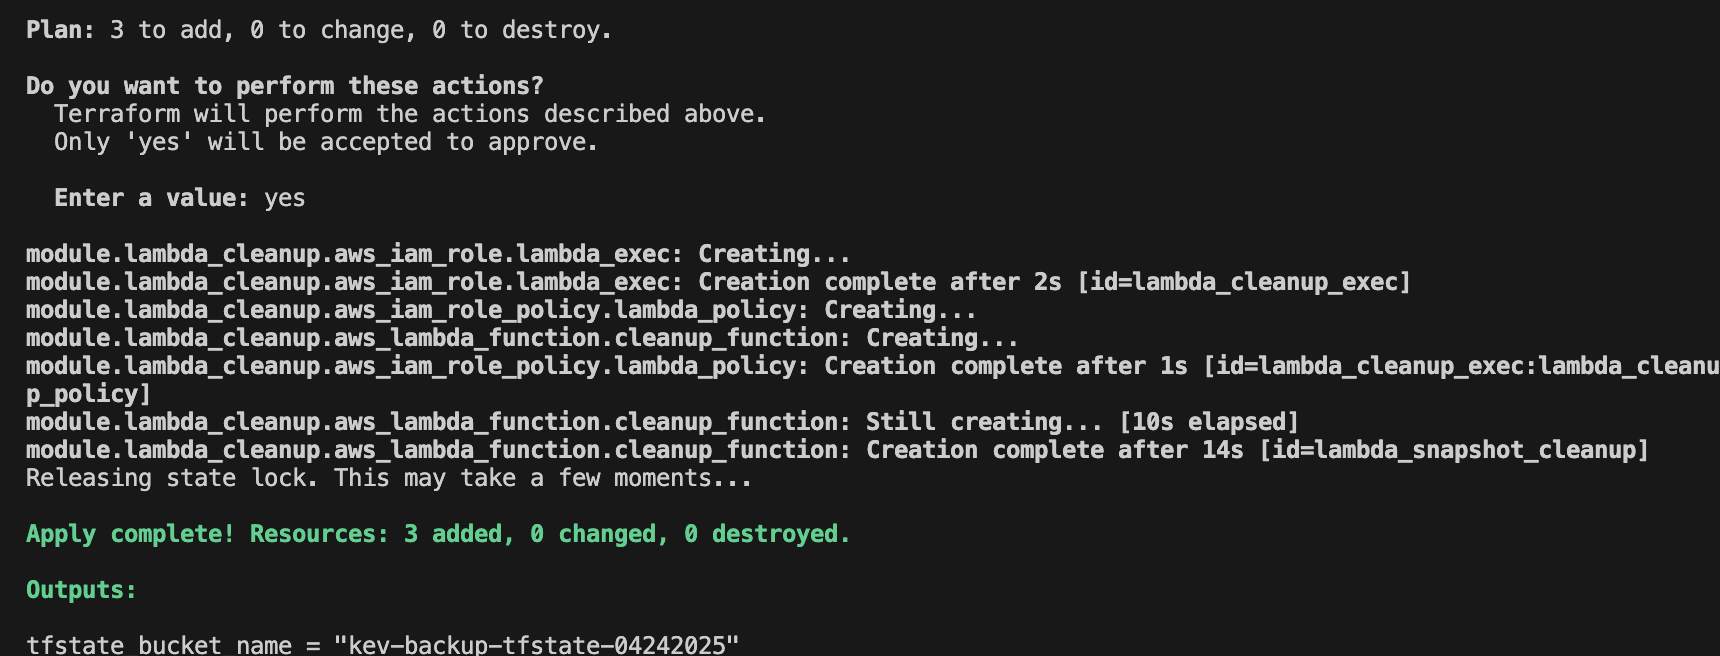 Plan: 3 to add, 0 to change, 0 to destroy.
Do you want to perform these actions?
Terraform will perform the actions described above.
Only 'yes' will be accepted to approve.
Enter a value: yes
module.lambda_cleanup.aws_iam_role.lambda_exec: Creating...
module.lambda_cleanup.aws_iam_role.lambda_exec: Creation complete after 2s [id=lambda_cleanup_exec]
module.lambda_cleanup.aws_iam_role_policy.lambda_policy: Creating...
module.lambda_cleanup.aws_lambda_function.cleanup_function: Creating...
module.lambda_cleanup.aws_iam_role_policy.lambda_policy: Creation complete after 1s [id=lambda_cleanup_exec:lambda_cleanu
p_policy]
module.lambda_cleanup.aws_lambda_function.cleanup_function: Still creating... [10s elapsed]
module.lambda_cleanup.aws_lambda_function.cleanup_function: Creation complete after 14s [id=lambda_snapshot_cleanup]
Releasing state lock. This may take a few moments...
Apply complete! Resources: 3 added, 0 changed, 0 destroyed.
Outputs:
tfstate_bucket_name = "kev-backup-tfstate-04242025"